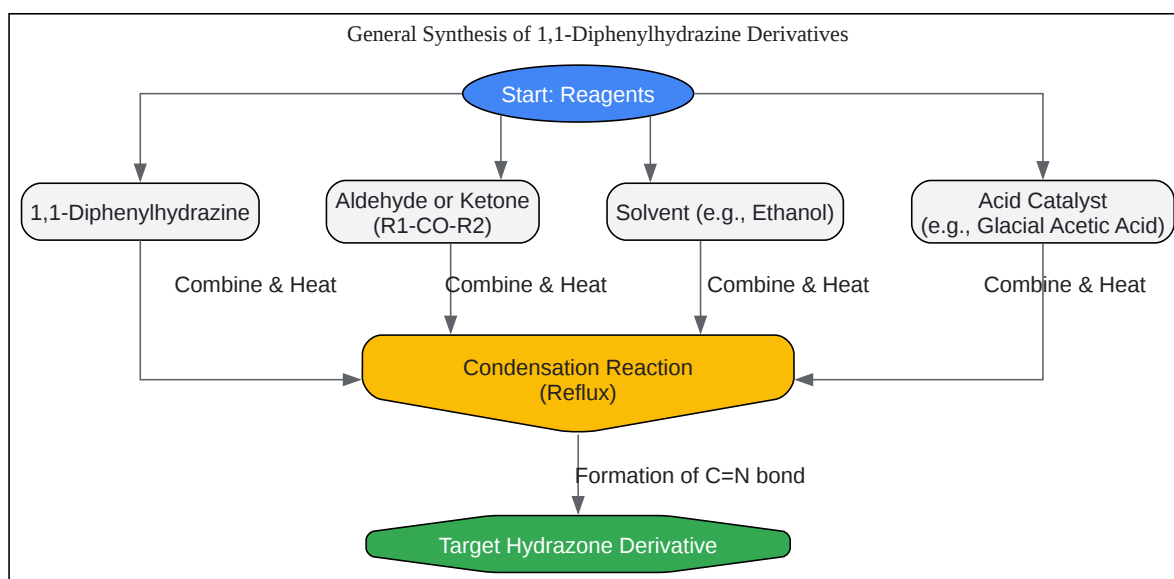 General Synthesis of 1,1-Diphenylhydrazine Derivatives
Start: Reagents
1,1-Diphenylhydrazine
Aldehyde or Ketone
(R1-CO-R2)
Solvent (e.g., Ethanol)
Acid Catalyst
(e.g., Glacial Acetic Acid)
Combine & Heat
Combine & Heat
Combine & Heat
Combine & Heat
Condensation Reaction
(Reflux)
Formation of C=N bond
Target Hydrazone Derivative